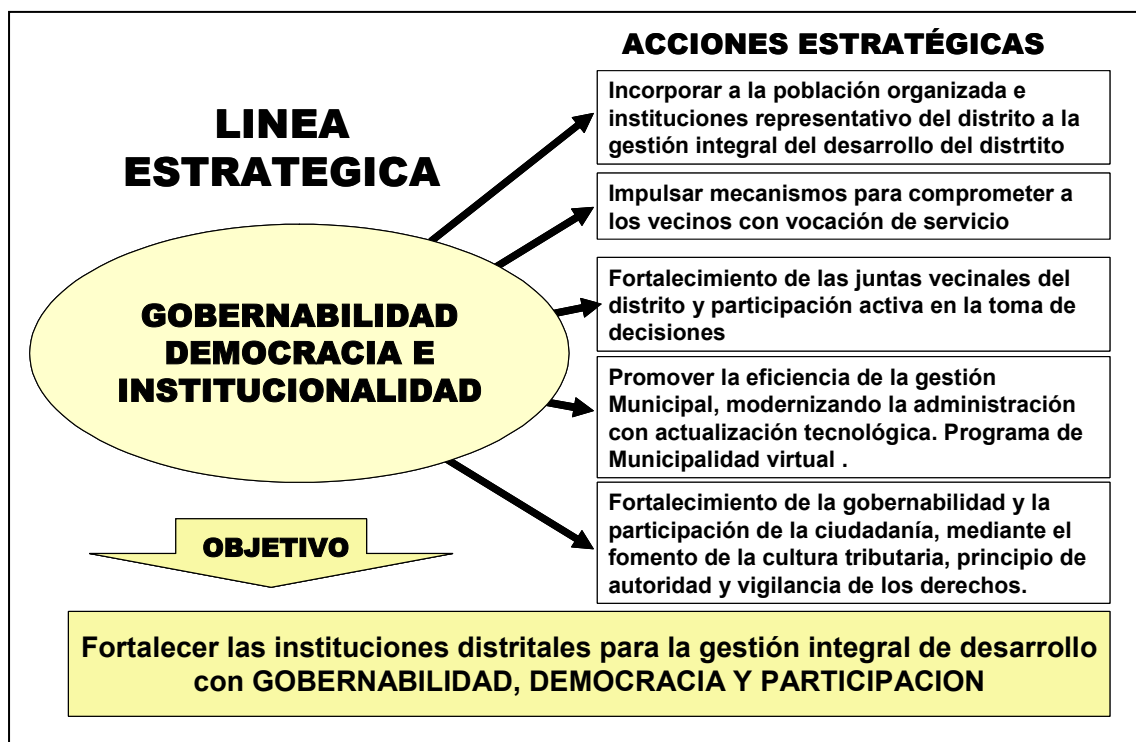 ACCIONES ESTRATÉGICAS
LINEA
ESTRATEGICA
GOBERNABILIDAD
DEMOCRACIA E
INSTITUCIONALIDAD
Incorporar a la población organizada e
instituciones representativo del distrito a la
gestión integral del desarrollo del distrtito
Impulsar mecanismos para comprometer a
los vecinos con vocación de servicio
Fortalecimiento de las juntas vecinales del
distrito y participación activa en la toma de
decisiones
Promover la eficiencia de la gestión
Municipal, modernizando la administración
con actualización tecnológica. Programa de
Municipalidad virtual .
Fortalecimiento de la gobernabilidad y la
participación de la ciudadanía, mediante el
fomento de la cultura tributaria, principio de
autoridad y vigilancia de los derechos.
OBJETIVO
Fortalecer las instituciones distritales para la gestión integral de desarrollo
con GOBERNABILIDAD, DEMOCRACIA Y PARTICIPACION